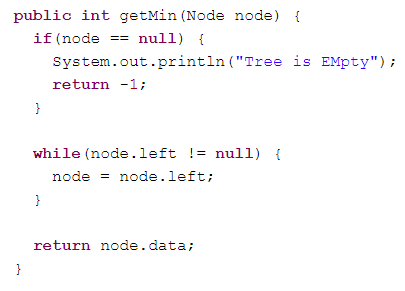 public int getMin(Node node) {
  if(node == null) {
    System.out.println("Tree is EMpty");
    return -1;
  }

  while(node.left != null) {
    node = node.left;
  }

  return node.data;
}